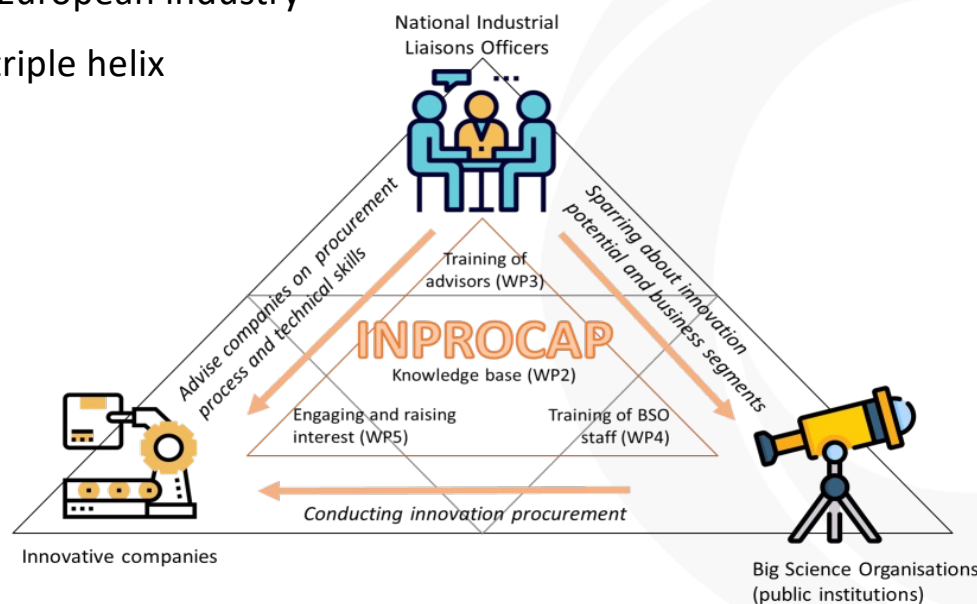 European industry
triple helix
National Industrial
Liaisons Officers
Advise companies on procurement
process and technical skills
Sparring about innovation
potential and business segments
Training of
advisors (WP3)
INPROCAP
Knowledge base (WP2)
Engaging and raising
interest (WP5)
Training of BSO
staff (WP4)
Conducting innovation procurement
Innovative companies
Big Science Organisations
(public institutions)